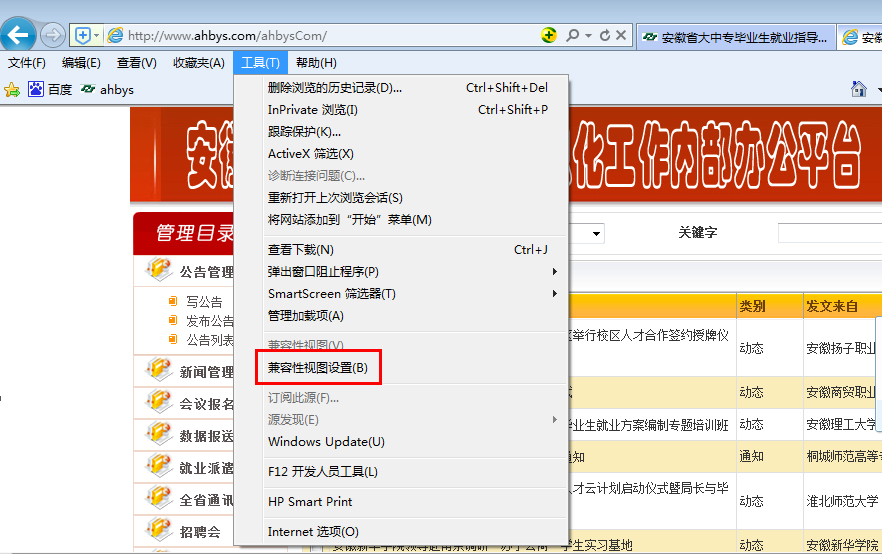 http://www.ahbys.com/ahbysCom/
安徽省大中专毕业生就业指导...
安徽
文件(F) 编辑(E) 查看(V) 收藏夹(A) 工具(T) 帮助(H)
百度 ahbys
删除浏览的历史记录(D)... Ctrl+Shift+Del
InPrivate 浏览(I) Ctrl+Shift+P
跟踪保护(K)...
ActiveX 筛选(X)
诊断连接问题(C)...
重新打开上次浏览会话(S)
将网站添加到“开始”菜单(M)
查看下载(N) Ctrl+J
弹出窗口阻止程序(P)
SmartScreen 筛选器(T)
管理加载项(A)
兼容性视图(V)
兼容性视图设置(B)
订阅此源(F)...
源发现(E)
Windows Update(U)
F12 开发人员工具(L)
HP Smart Print
Internet 选项(O)
安徽
化工作内部办公平台
管理目录
关键字
公告管理
写公告
发布公告
公告列表
新闻管理
会议报名
数据报送
就业派遣
全省通讯
招聘会
类别 发文来自
举行校区人才合作签约授牌仪
动态 安徽扬子职业
动态 安徽商贸职业
毕业生就业方案编制专题培训班 动态 安徽理工大学
通知 通知 桐城师范高等专
人才云计划启动仪式暨局长与毕
动态 淮北师范大学
学生实习基地 动态 安徽新华学院